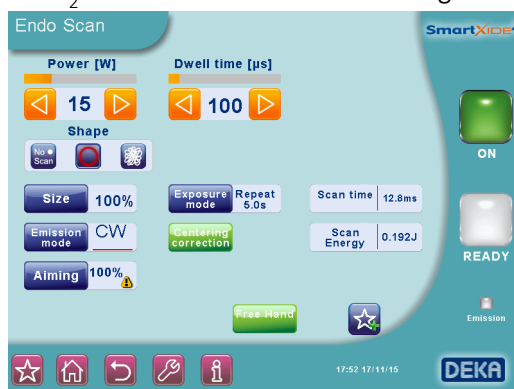 2
Endo Scan
SmartXIDE²
Power [W]
Dwell time [µs]
15
100
Shape
No
Scan
ON
Size
100%
Exposure
mode
Repeat
5.0s
Scan time
12.8ms
Emission
mode
CW
Centering
correction
Scan
Energy
0.192J
READY
Aiming
100%
Free Hand
Emission
17:52 17/11/15
DEKA